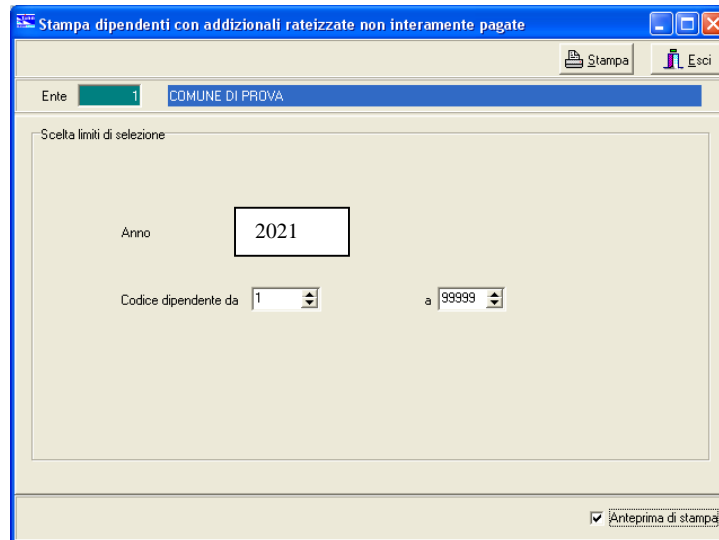 Stampa dipendenti con addizionali rateizzate non interamente pagate
Stampa Esci
Ente 1 COMUNE DI PROVA
Scelta limiti di selezione
Anno 2021
Codice dipendente da 1 a 99999
Anteprima di stampa